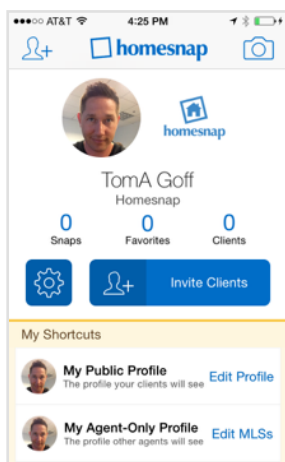 AT&T 4:25 PM
homesnap
homesnap
TomA Goff
Homesnap
0 0 0
Snaps Favorites Clients
Invite Clients
My Shortcuts
My Public Profile
The profile your clients will see Edit Profile
My Agent-Only Profile
The profile other agents will see Edit MLSs